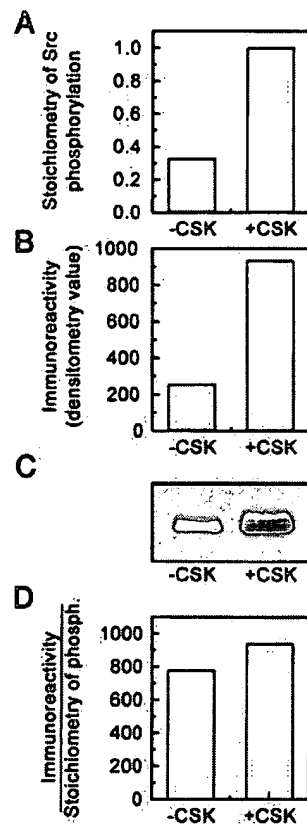 A
Stoichiometry of Src
phosphorylation
1.0
0.8
0.6
0.4
0.2
0.0
-CSK +CSK
B
Immunoreactivity
(densitometry value)
1000
800
600
400
200
0
-CSK +CSK
C
-CSK +CSK
D
Immunoreactivity
Stoichiometry of phosph.
1000
800
600
400
200
0
-CSK +CSK